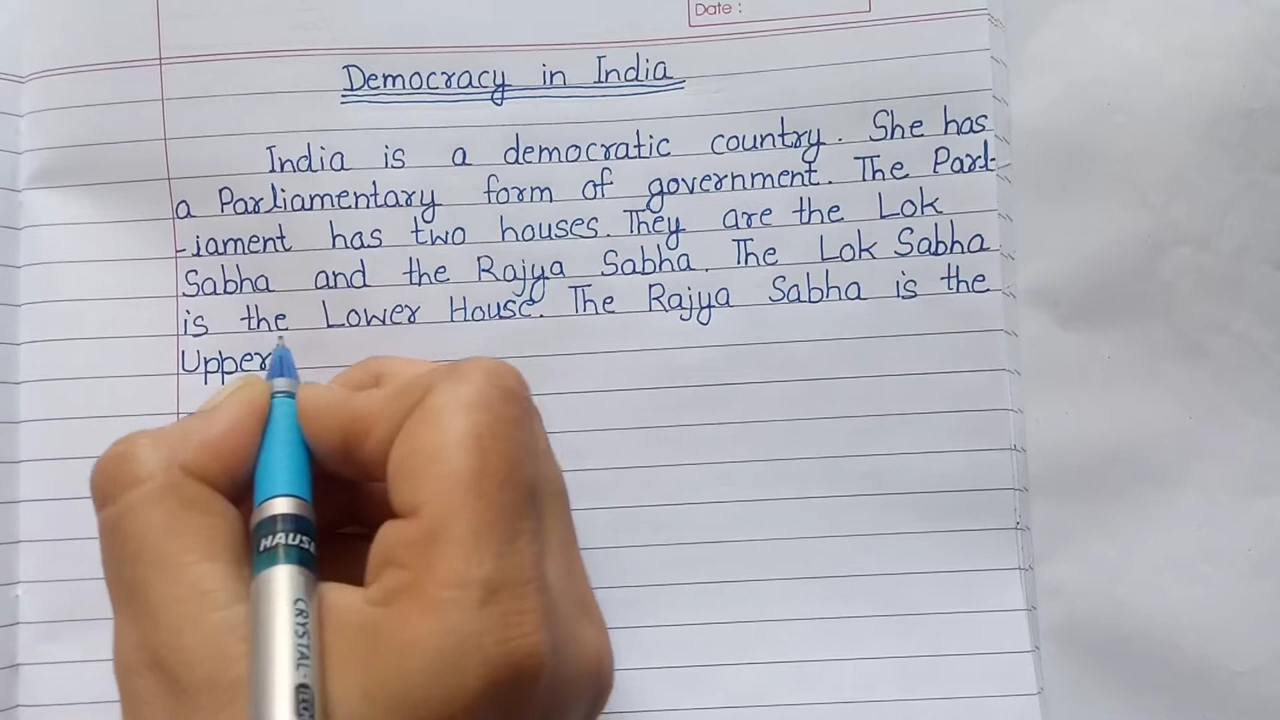 Date :
Democracy in India
India is a democratic country. She has
a Parliamentary form of government. The Parl-
-iament has two houses. They are the Lok
Sabha and the Rajya Sabha. The Lok Sabha
is the Lower House. The Rajya Sabha is the
Upper
HAUSER
CRYSTAL-